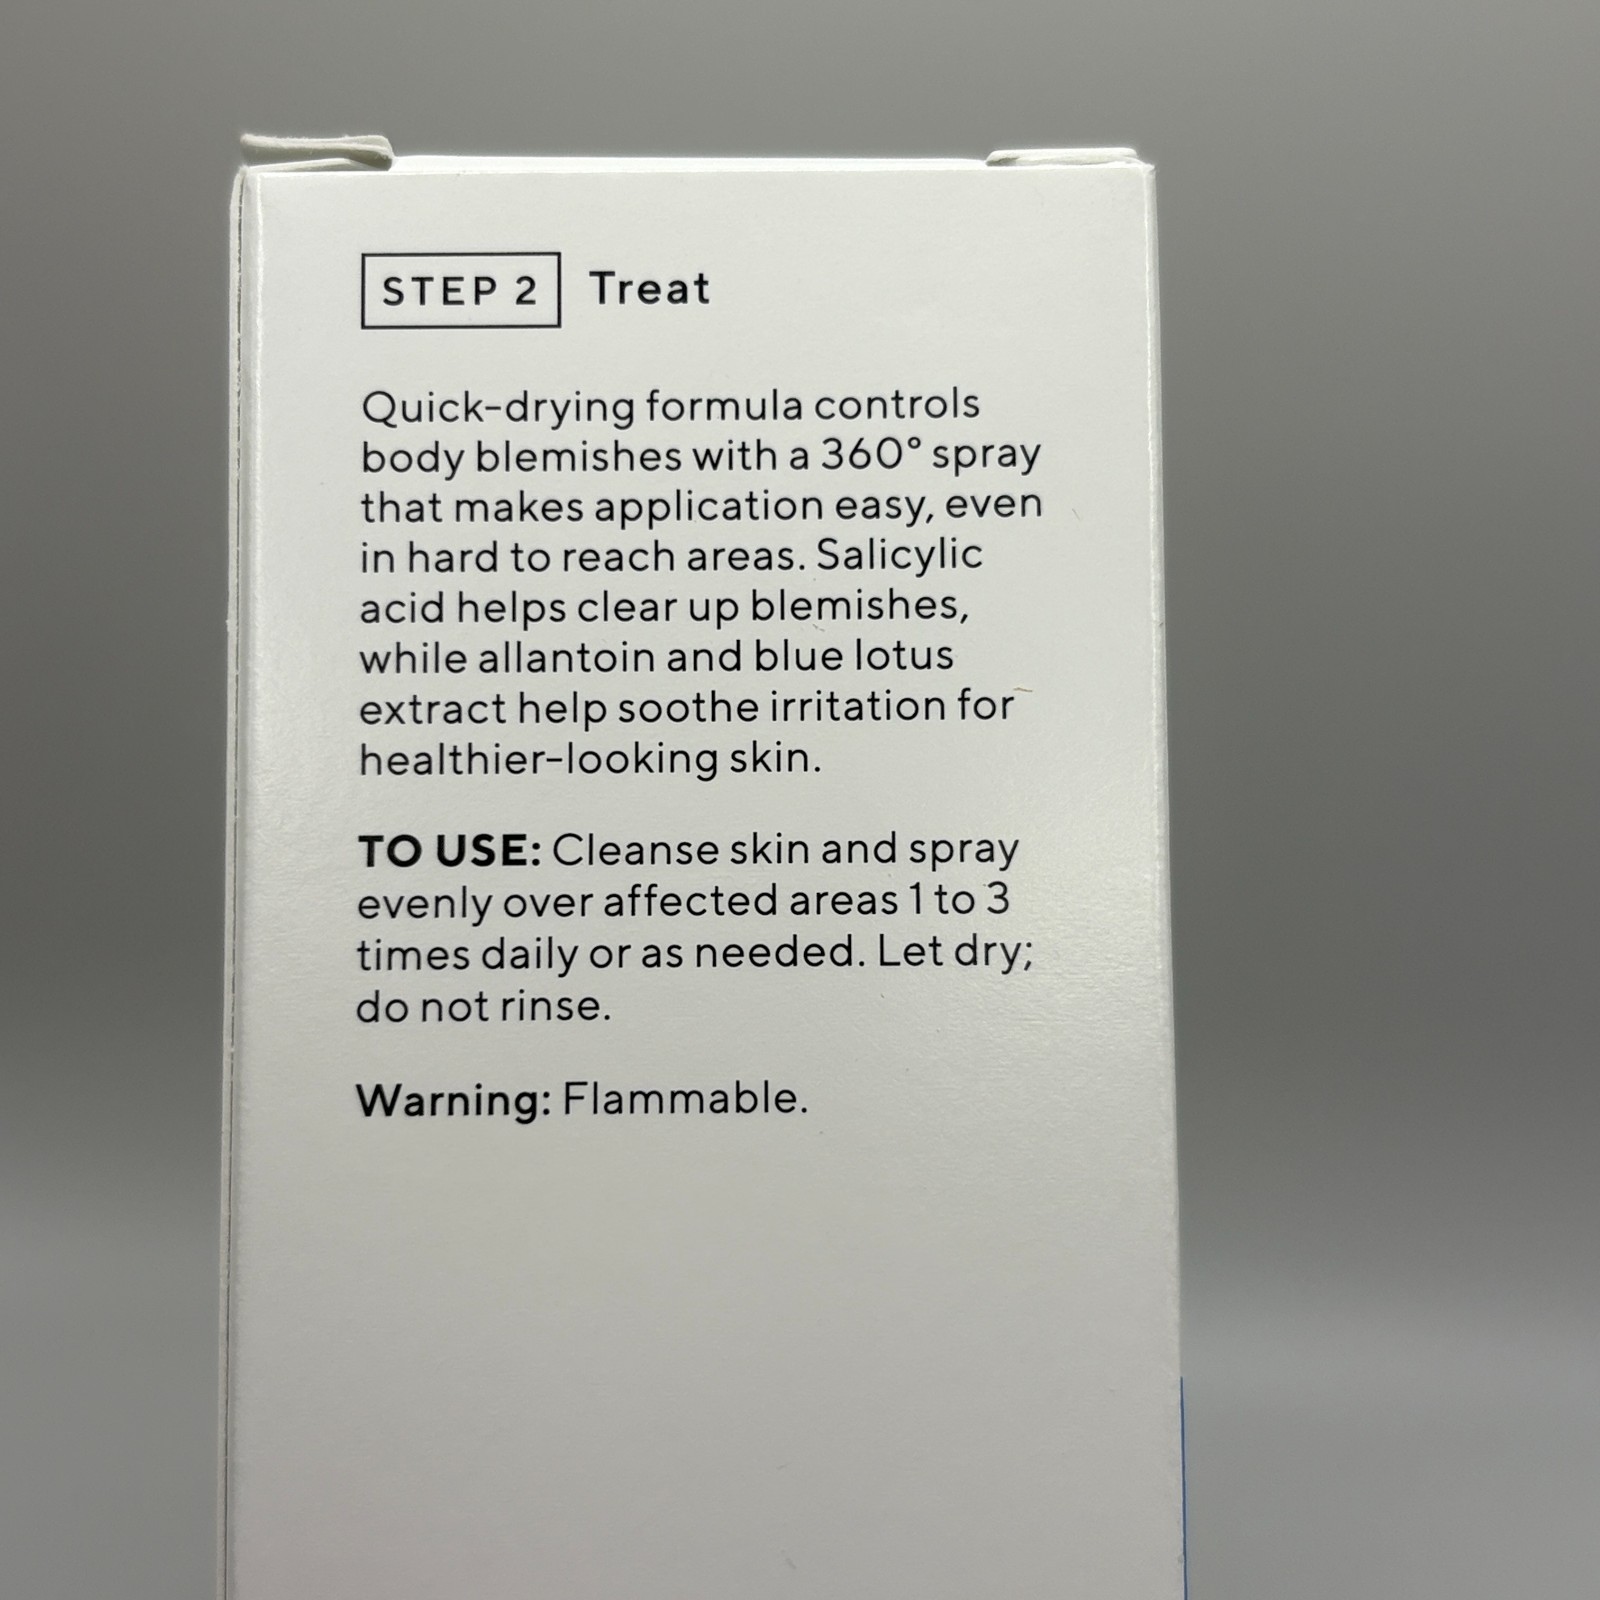 STEP 2 Treat
Quick-drying formula controls
body blemishes with a 360° spray
that makes application easy, even
in hard to reach areas. Salicylic
acid helps clear up blemishes,
while allantoin and blue lotus
extract help soothe irritation for
healthier-looking skin.
TO USE: Cleanse skin and spray
evenly over affected areas 1 to 3
times daily or as needed. Let dry;
do not rinse.
Warning: Flammable.